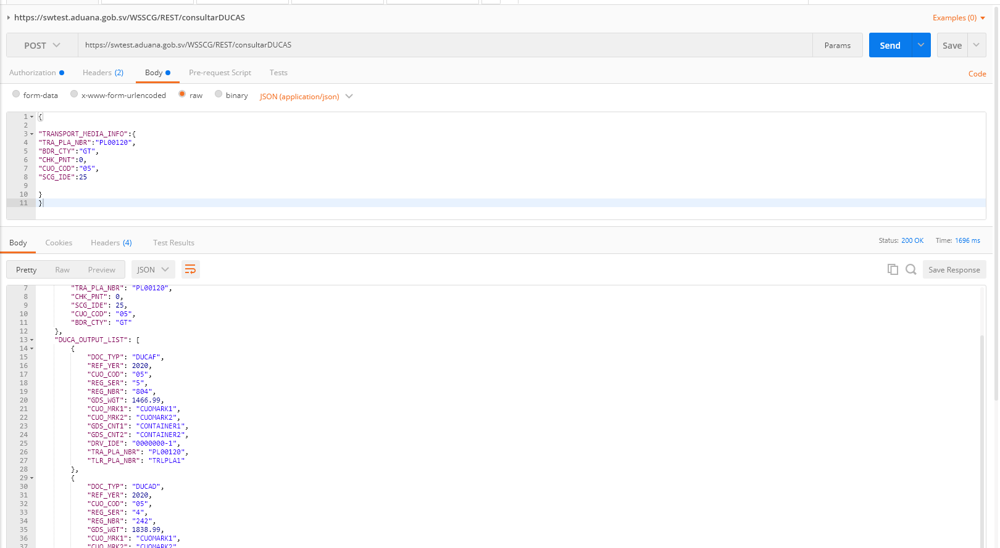 https://swtest.aduana.gob.sv/WSSCG/REST/consultarDUCAS
Examples (0)
POST
https://swtest.aduana.gob.sv/WSSCG/REST/consultarDUCAS
Params
Send
Save
Authorization
Headers (2)
Body
Pre-request Script
Tests
Code
form-data
x-www-form-urlencoded
raw
binary
JSON (application/json)
1 {
2
3 "TRANSPORT_MEDIA_INFO":{
4 "TRA_PLA_NBR":"PL00120",
5 "BDR_CTY":"GT",
6 "CHK_PNT":0,
7 "CUO_COD":"05",
8 "SCG_IDE":25
9
10 }
11 }
Body
Cookies
Headers (4)
Test Results
Status: 200 OK
Time: 1696 ms
Pretty
Raw
Preview
JSON
Save Response
7 "TRA_PLA_NBR": "PL00120",
8 "CHK_PNT": 0,
9 "SCG_IDE": 25,
10 "CUO_COD": "05",
11 "BDR_CTY": "GT"
12 },
13 "DUCA_OUTPUT_LIST": [
14 {
15 "DOC_TYP": "DUCAF",
16 "REF_YER": 2020,
17 "CUO_COD": "05",
18 "REG_SER": "5",
19 "REG_NBR": "804",
20 "GDS_WGT": 1466.99,
21 "CUO_MRK1": "CUOMARK1",
22 "CUO_MRK2": "CUOMARK2",
23 "GDS_CNT1": "CONTAINER1",
24 "GDS_CNT2": "CONTAINER2",
25 "DRV_IDE": "0000000-1",
26 "TRA_PLA_NBR": "PL00120",
27 "TLR_PLA_NBR": "TRLPLA1"
28 },
29 {
30 "DOC_TYP": "DUCAD",
31 "REF_YER": 2020,
32 "CUO_COD": "05",
33 "REG_SER": "4",
34 "REG_NBR": "242",
35 "GDS_WGT": 1838.99,
36 "CUO_MRK1": "CUOMARK1",
37 "CUO_MRK2": "CUOMARK2"